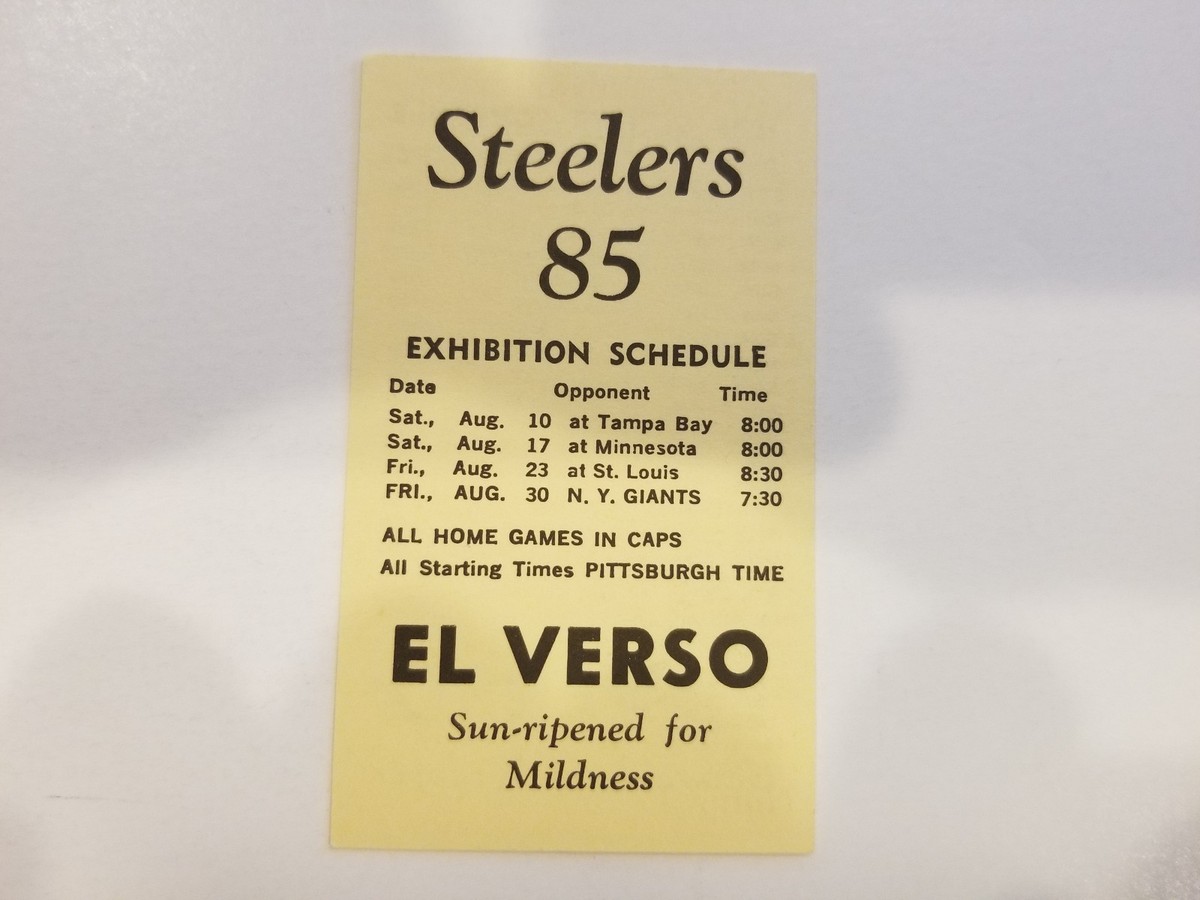 Steelers
85
EXHIBITION SCHEDULE
Date Opponent Time
Sat., Aug. 10 at Tampa Bay 8:00
Sat., Aug. 17 at Minnesota 8:00
Fri., Aug. 23 at St. Louis 8:30
FRI., AUG. 30 N. Y. GIANTS 7:30
ALL HOME GAMES IN CAPS
All Starting Times PITTSBURGH TIME
EL VERSO
Sun-ripened for
Mildness